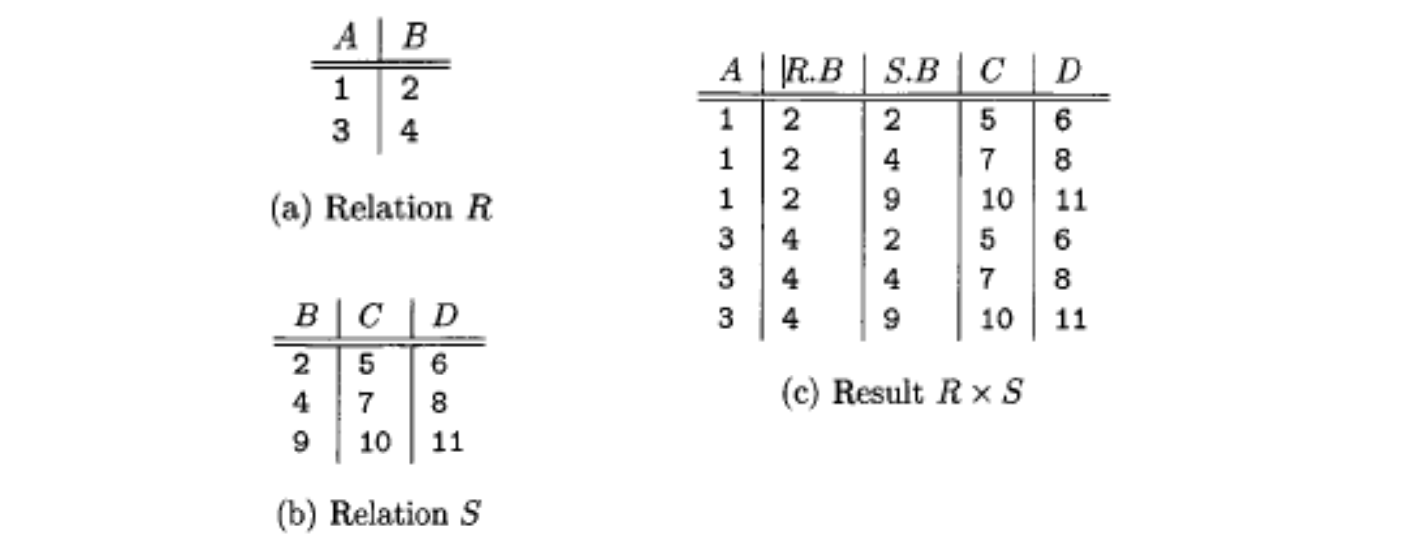 A B
1 2
3 4
(a) Relation R
B C D
2 5 6
4 7 8
9 10 11
(b) Relation S
A R.B S.B C D
1 2 2 5 6
1 2 4 7 8
1 2 9 10 11
3 4 2 5 6
3 4 4 7 8
3 4 9 10 11
(c) Result R × S